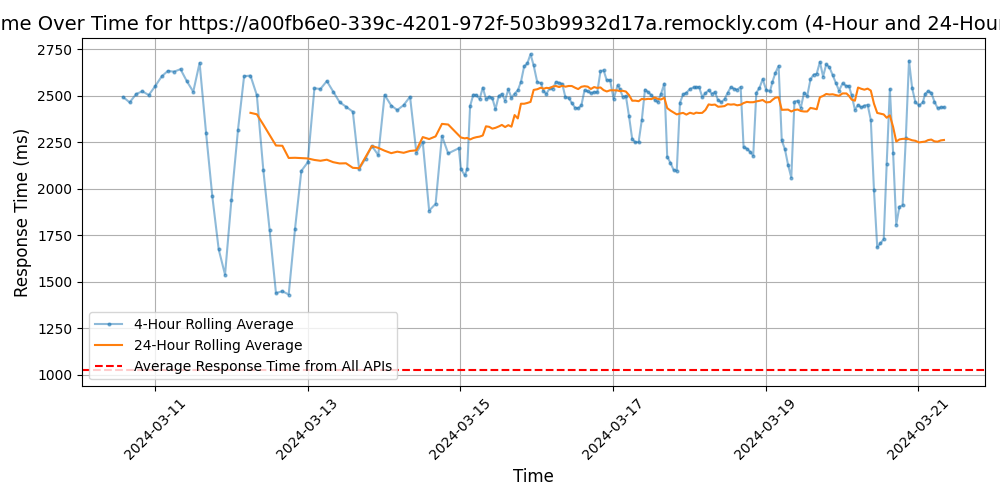 me Over Time for https://a00fb6e0-339c-4201-972f-503b9932d17a.remockly.com (4-Hour and 24-Hour
2750
2500
2250
2000
1750
1500
1250
1000
Response Time (ms)
4-Hour Rolling Average
24-Hour Rolling Average
Average Response Time from All APIs
2024-03-11
2024-03-13
2024-03-15
2024-03-17
2024-03-19
2024-03-21
Time